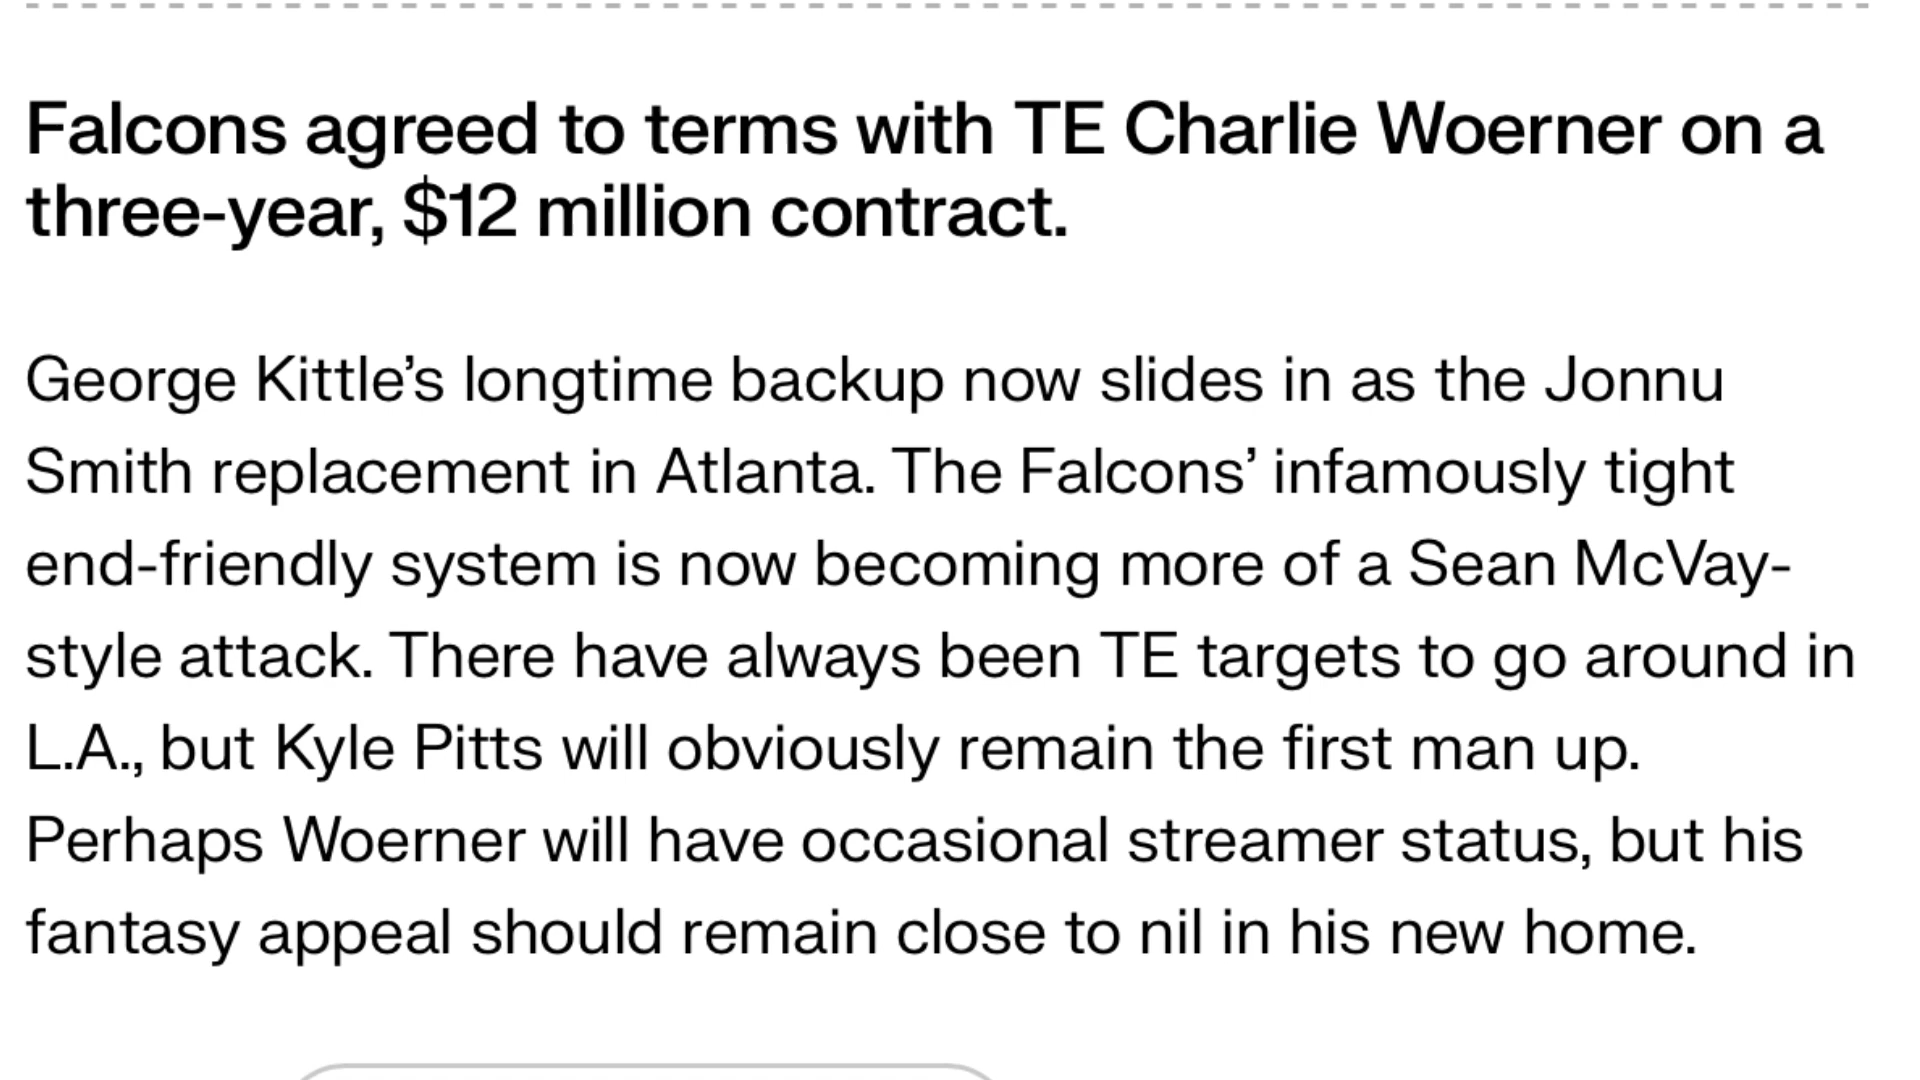 Falcons agreed to terms with TE Charlie Woerner on a
three-year, $12 million contract.
George Kittle’s longtime backup now slides in as the Jonnu
Smith replacement in Atlanta. The Falcons’ infamously tight
end-friendly system is now becoming more of a Sean McVay-
style attack. There have always been TE targets to go around in
L.A., but Kyle Pitts will obviously remain the first man up.
Perhaps Woerner will have occasional streamer status, but his
fantasy appeal should remain close to nil in his new home.